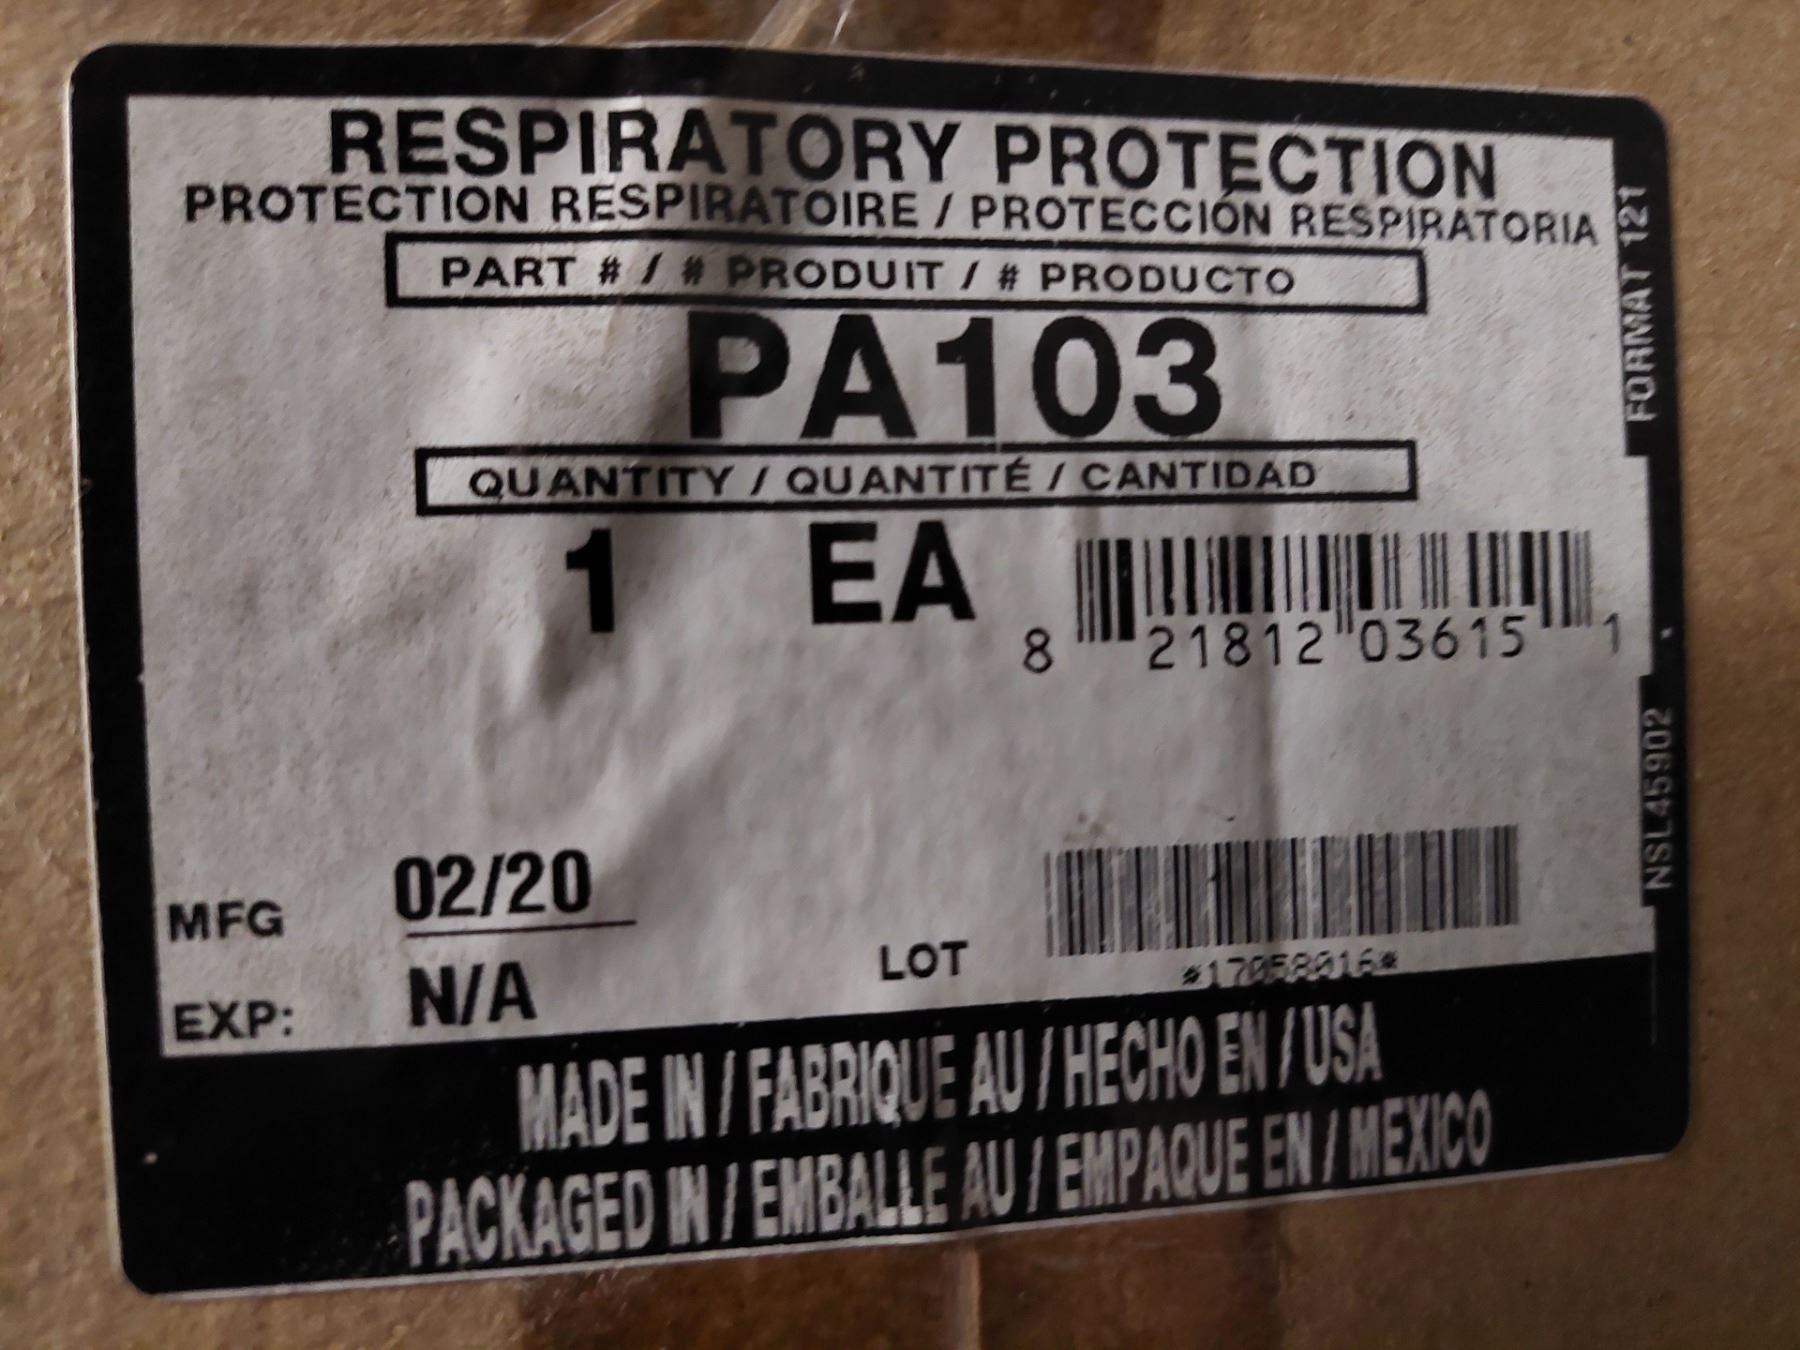 RESPIRATORY PROTECTION
PROTECTION RESPIRATOIRE / PROTECCIÓN RESPIRATORIA
PART # / # PRODUIT / # PRODUCTO
PA103
QUANTITY / QUANTITÉ / CANTIDAD
1 EA
8 21812 03615 1
MFG 02/20
EXP: N/A
LOT
*17058016*
MADE IN / FABRIQUE AU / HECHO EN / USA
PACKAGED IN / EMBALLE AU / EMPAQUE EN / MEXICO
FORMAT 121
NSL45902